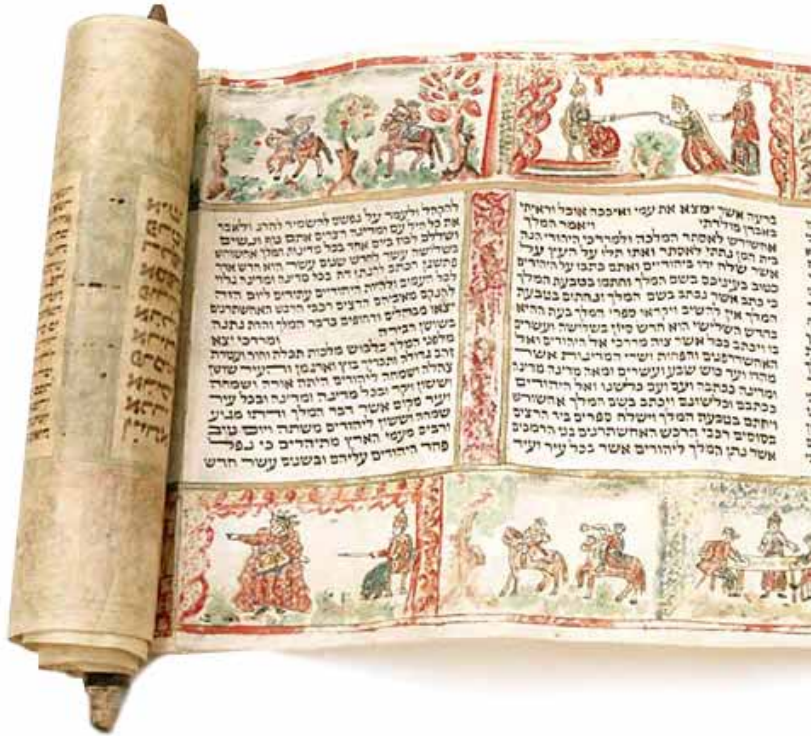 ברעה אשר ימצא את עמי ואיככה אוכל וראיתי
באבדן מולדתי ויאמר המלך
אחשורש לאסתר המלכה ולמרדכי היהודי הנה
בית המן נתתי לאסתר ואתו תלו על העץ על
אשר שלח ידו ביהודיים ואתם כתבו על היהודים
כטוב בעיניכם בשם המלך וחתמו בטבעת המלך
כי כתב אשר נכתב בשם המלך ונחתום בטבעת
המלך אין להשיב ויקראו ספרי המלך בעת ההיא
בחדש השלישי הוא חדש סיון בשלושה ועשרים
בו ויכתב ככל אשר צוה מרדכי אל היהודים ואל
האחשדרפנים והפחות ושרי המדינות אשר
מהדו ועד כוש שבע ועשרים ומאה מדינה מדינה
ומדינה ככתבה ועם ועם כלשנו ואל היהודים
ככתבם וכלשונם ויכתב בשם המלך אחשורש
ויחתם בטבעת המלך וישלח ספרים ביד הרצים
בסוסים רכבי הרכש האחשתרנים בני הרמכים
אשר נתן המלך ליהודים אשר בכל עיר ועיר
להקהל ולעמד על נפשם להשמיד להרג ולאבד
את כל חיל עם ומדינה הצרים אתם טף ונשים
ושללם לבוז ביום אחד בכל מדינות המלך אחשורש
בשלושה עשר לחדש שנים עשר הוא חדש אדר
פתשגן הכתב להנתן דת בכל מדינה ומדינה גלוי
לכל העמים ולהיות היהודיים עתידים ליום הזה
להנקם מאיביהם הרצים רכבי הרכש האחשתרנים
יצאו מבהלים ודחופים בדבר המלך והדת נתנה
בשושן הבירה ומרדכי יצא
מלפני המלך בלבוש מלכות תכלת וחור ועטרת
זהב גדולה ותכריך בוץ וארגמן והעיר שושן
צהלה ושמחה ליהודים היתה אורה ושמחה
וששון ויקר ובכל מדינה ומדינה ובכל עיר
ועיר מקום אשר דבר המלך ודתו מגיע
שמחה וששון ליהודים משתה ויום טוב
ורבים מעמי הארץ מתיהדים כי נפל
פחד היהודים עליהם ובשנים עשר חדש